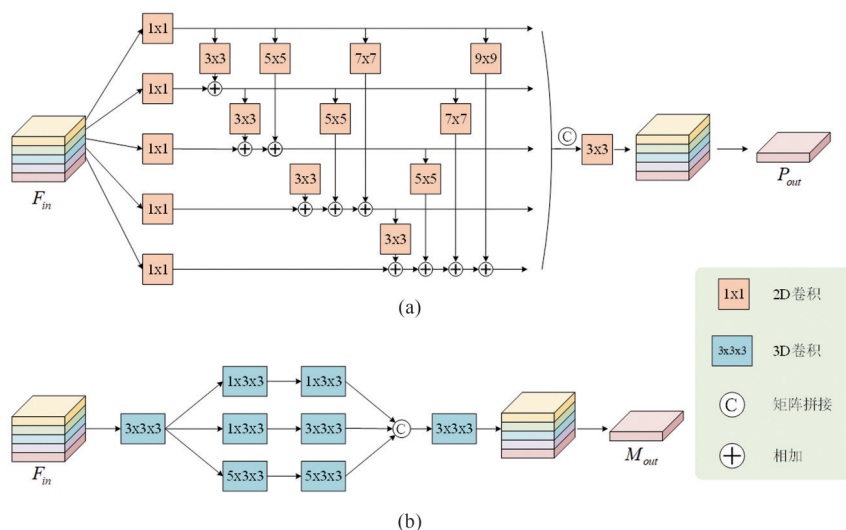 1x1
3x3 5x5 7x7 9x9
1x1
3x3 5x5 7x7
1x1 C 3x3
3x3 5x5
F_in P_out
1x1
3x3
1x1
(a)
1x1 2D卷积
3x3x3 3D卷积
C 矩阵拼接
相加
1x3x3 1x3x3
3x3x3 1x3x3 3x3x3 C 3x3x3
5x3x3 5x3x3
F_in M_out
(b)